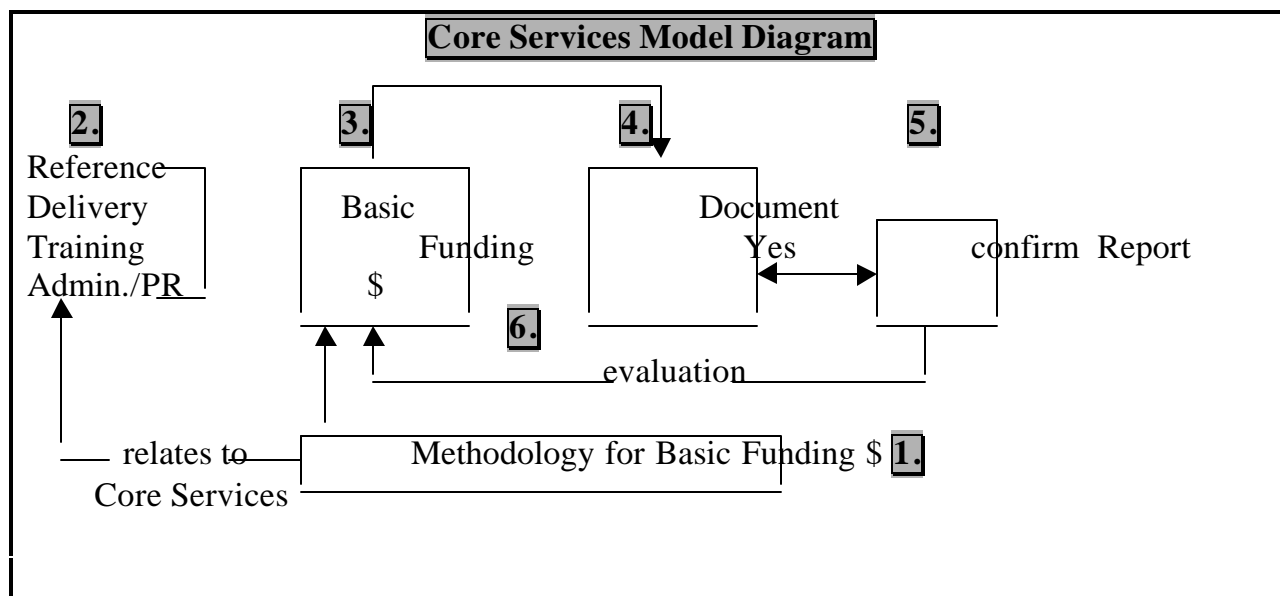 Core Services Model Diagram
2. 3. 4. 5.
Reference
Delivery Basic Document
Training Funding Yes confirm Report
Admin./PR $
6.
evaluation
relates to Methodology for Basic Funding $ 1.
Core Services